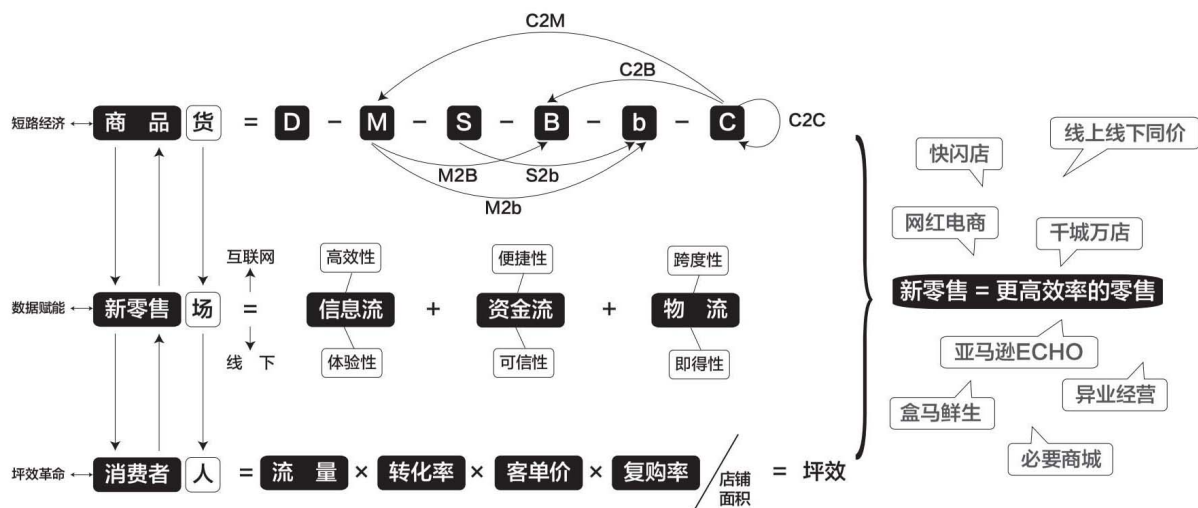 C2M
C2B
短路经济 商品 货 = D - M - S - B - b - C C2C
M2B S2b
M2b
互联网 高效性 便捷性 跨度性
数据赋能 新零售 场 = 信息流 + 资金流 + 物流
线下 体验性 可信性 即得性
坪效革命 消费者 人 = 流量 × 转化率 × 客单价 × 复购率 / 店铺面积 = 坪效
快闪店 线上线下同价
网红电商 千城万店
新零售 = 更高效率的零售
亚马逊ECHO
异业经营
盒马鲜生
必要商城